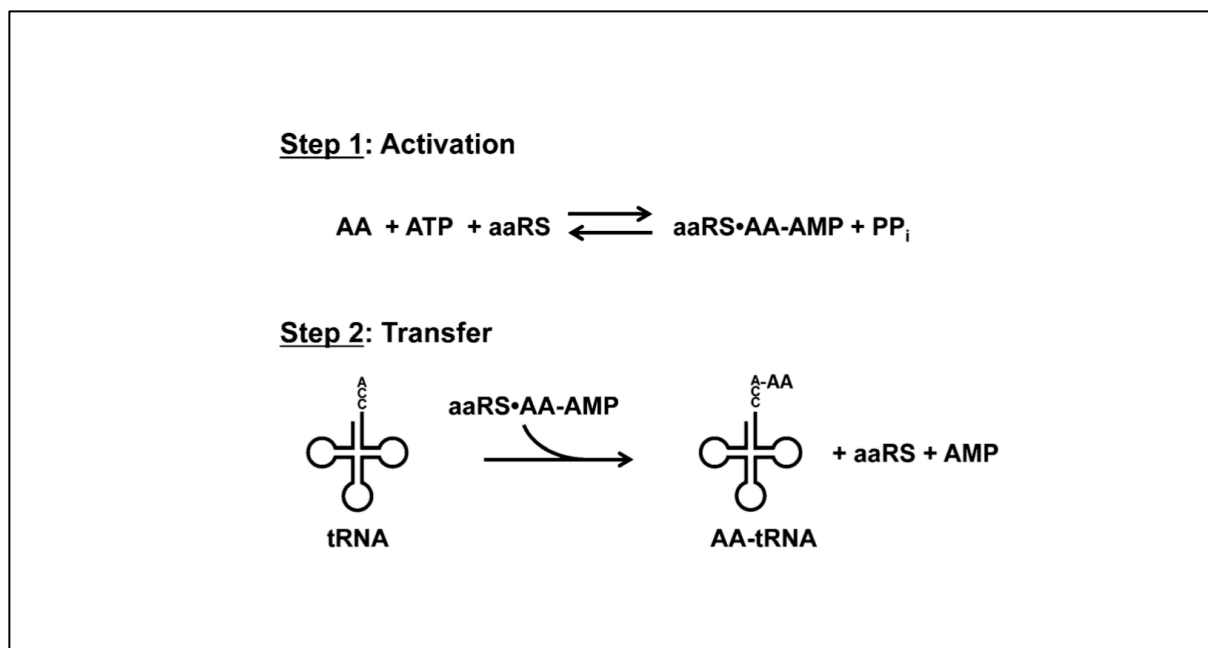 Step 1: Activation
AA + ATP + aaRS aaRS•AA-AMP + PPi
Step 2: Transfer
A
C
C
aaRS•AA-AMP
A-AA
C
C
+ aaRS + AMP
tRNA
AA-tRNA